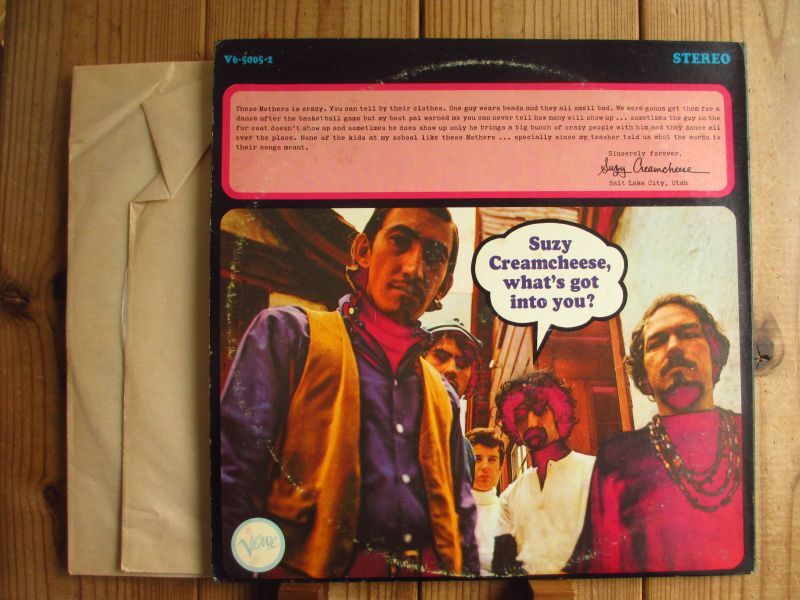 V6-5005-2
STEREO
These Mothers is crazy. You can tell by their clothes. One guy wears beads and they all smell bad. We were gonna get them for a
dance after the basketball game but my best pal warned me you can never tell how many will show up ... sometimes the guy in the
fur coat doesn't show up and sometimes he does show up only he brings a big bunch of crazy people with him and they dance all
over the place. None of the kids at my school like these Mothers ... specially since my teacher told us what the words to
their songs meant.
Sincerely forever,
Suzy Creamcheese
Salt Lake City, Utah
Suzy
Creamcheese,
what's got
into you?
Verve